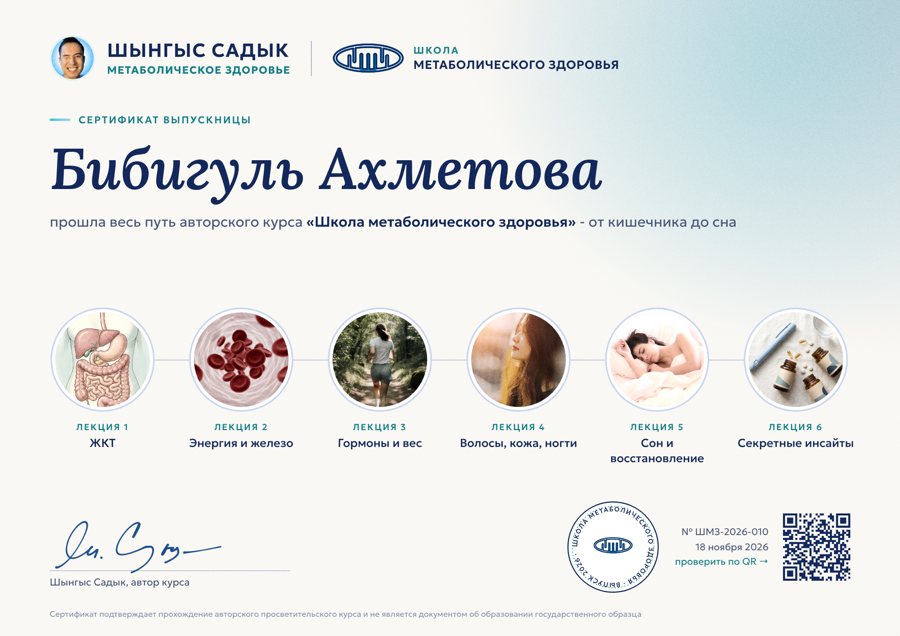 ШЫНГЫС САДЫК
МЕТАБОЛИЧЕСКОЕ ЗДОРОВЬЕ
ШКОЛА
МЕТАБОЛИЧЕСКОГО ЗДОРОВЬЯ
СЕРТИФИКАТ ВЫПУСКНИЦЫ
Бибигуль Ахметова
прошла весь путь авторского курса «Школа метаболического здоровья» - от кишечника до сна
ЛЕКЦИЯ 1
ЖКТ
ЛЕКЦИЯ 2
Энергия и железо
ЛЕКЦИЯ 3
Гормоны и вес
ЛЕКЦИЯ 4
Волосы, кожа, ногти
ЛЕКЦИЯ 5
Сон и
восстановление
ЛЕКЦИЯ 6
Секретные инсайты
Шынгыс Садык, автор курса
ШКОЛА МЕТАБОЛИЧЕСКОГО ЗДОРОВЬЯ · ВЫПУСК 2026 ·
№ ШМЗ-2026-010
18 ноября 2026
проверить по QR →
Сертификат подтверждает прохождение авторского просветительского курса и не является документом об образовании государственного образца